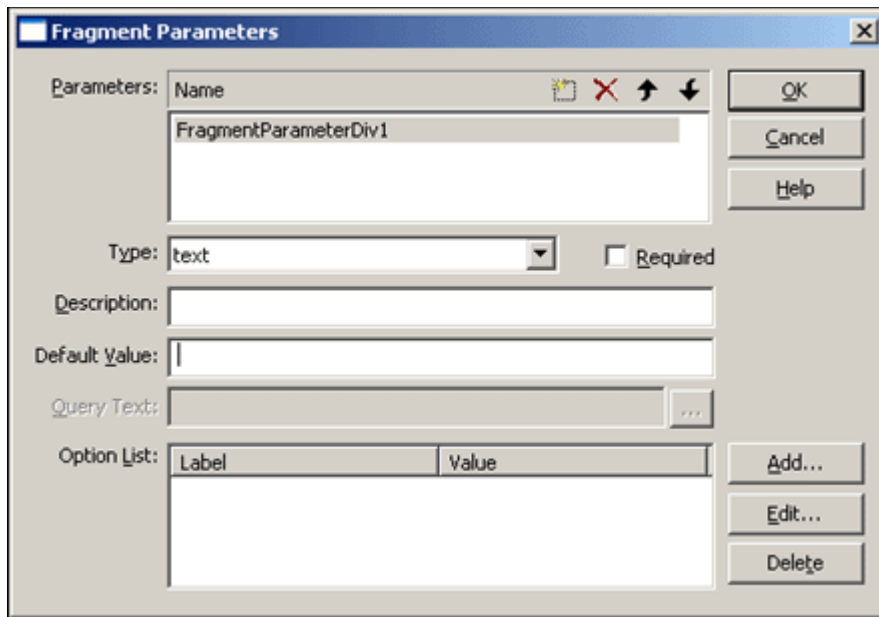 Fragment Parameters
Parameters: Name
OK
FragmentParameterDiv1
Cancel
Help
Type: text Required
Description:
Default Value:
Query Text: ...
Option List: Label Value
Add...
Edit...
Delete